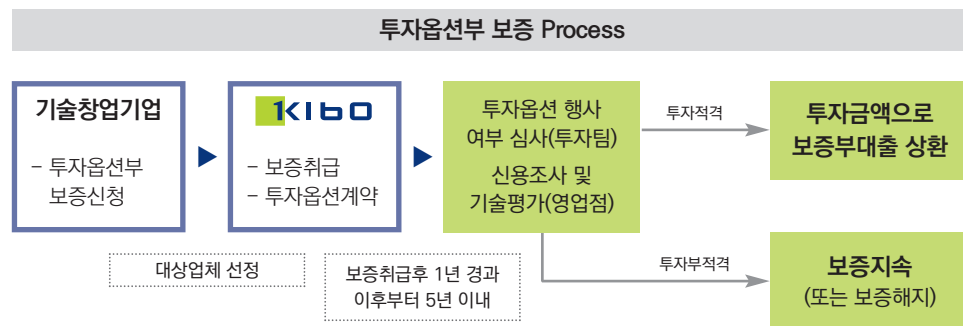 투자옵션부 보증 Process
기술창업기업
– 투자옵션부
보증신청
KIBO
– 보증취급
– 투자옵션계약
투자옵션 행사
여부 심사(투자팀)
신용조사 및
기술평가(영업점)
투자적격
투자금액으로
보증부대출 상환
투자부적격
보증지속
(또는 보증해지)
대상업체 선정
보증취급후 1년 경과
이후부터 5년 이내